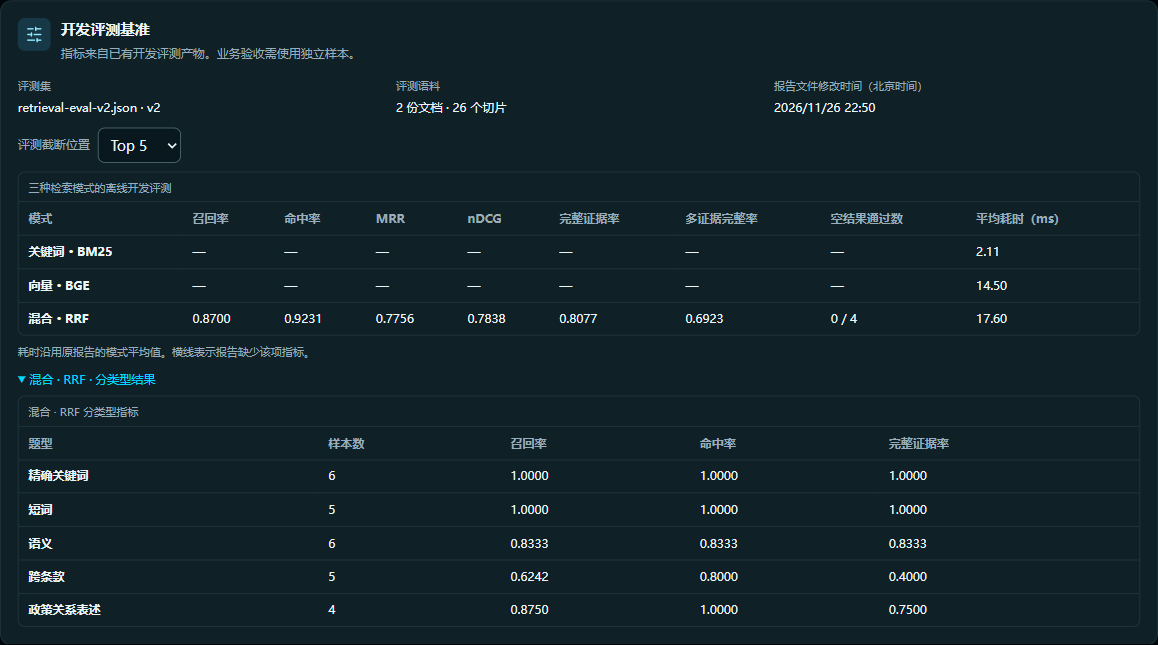 开发评测基准
指标来自已有开发评测产物。业务验收需使用独立样本。
评测集 评测语料 报告文件修改时间（北京时间）
retrieval-eval-v2.json · v2 2 份文档 · 26 个切片 2026/11/26 22:50
评测截断位置 Top 5
三种检索模式的离线开发评测
模式 召回率 命中率 MRR nDCG 完整证据率 多证据完整率 空结果通过数 平均耗时（ms）
关键词 • BM25 — — — — — — — 2.11
向量 • BGE — — — — — — — 14.50
混合 • RRF 0.8700 0.9231 0.7756 0.7838 0.8077 0.6923 0 / 4 17.60
耗时沿用原报告的模式平均值。横线表示报告缺少该项指标。
▼ 混合 · RRF · 分类型结果
混合 · RRF 分类型指标
题型 样本数 召回率 命中率 完整证据率
精确关键词 6 1.0000 1.0000 1.0000
短词 5 1.0000 1.0000 1.0000
语义 6 0.8333 0.8333 0.8333
跨条款 5 0.6242 0.8000 0.4000
政策关系表述 4 0.8750 1.0000 0.7500